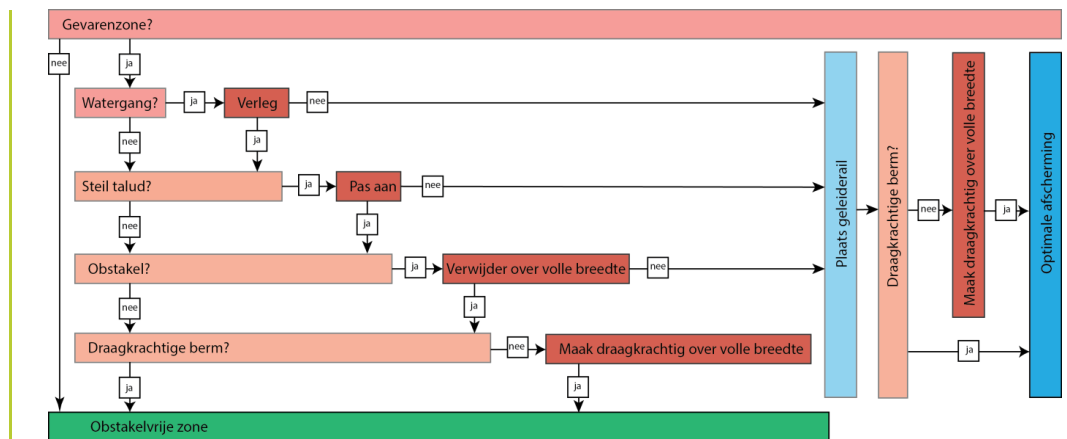 Gevarenzone?
nee
ja
Watergang?
ja
Verleg
nee
nee
ja
Steil talud?
ja
Pas aan
nee
nee
ja
Obstakel?
ja
Verwijder over volle breedte
nee
nee
ja
Draagkrachtige berm?
nee
Maak draagkrachtig over volle breedte
ja
ja
Obstakelvrije zone
Plaats geleiderail
Draagkrachtige berm?
nee
Maak draagkrachtig over volle breedte
ja
ja
Optimale afscherming